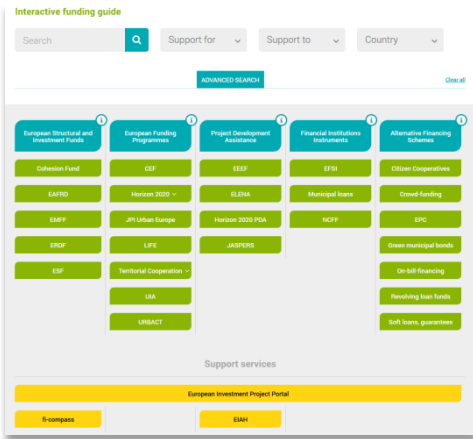 Interactive funding guide
Search
Support for
Support to
Country
ADVANCED SEARCH
Clear all
European Structural and
Investment Funds
European Funding
Programmes
Project Development
Assistance
Financial Institutions
Instruments
Alternative Financing
Schemes
Cohesion Fund
CEF
EEEF
EFSI
Citizen Cooperatives
EAFRD
Horizon 2020
ELENA
Municipal loans
Crowd-funding
EMFF
JPI Urban Europe
Horizon 2020 PDA
NCFF
EPC
ERDF
LIFE
JASPERS
Green municipal bonds
ESF
Territorial Cooperation
On-bill-financing
UIA
Revolving loan funds
URBACT
Soft loans, guarantees
Support services
European Investment Project Portal
fi-compass
EIAH